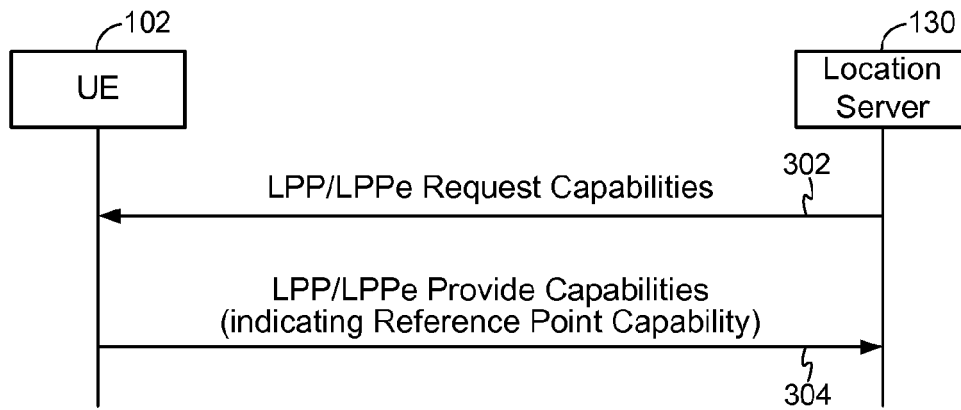 102
130
UE
Location
Server
302
LPP/LPPe Request Capabilities
LPP/LPPe Provide Capabilities
(indicating Reference Point Capability)
304